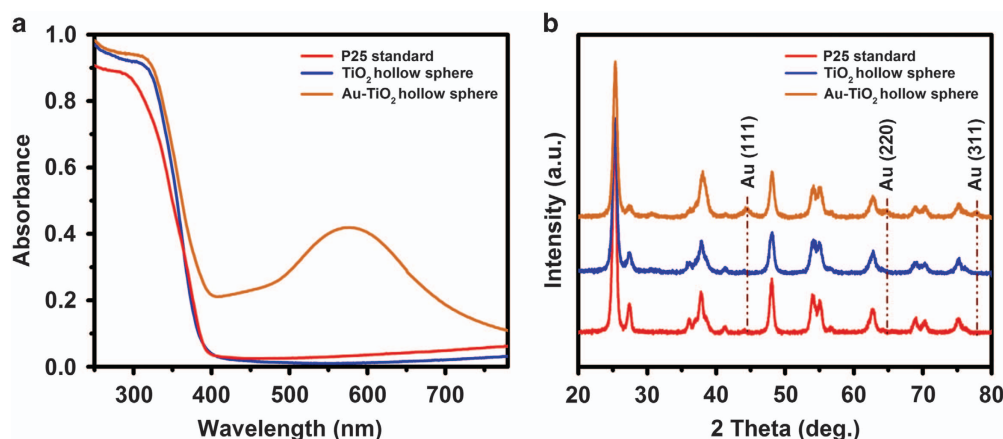 a
1.0
0.8
0.6
0.4
0.2
0.0
Absorbance
P25 standard
TiO₂ hollow sphere
Au-TiO₂ hollow sphere
300 400 500 600 700
Wavelength (nm)
b
Intensity (a.u.)
P25 standard
TiO₂ hollow sphere
Au-TiO₂ hollow sphere
Au (111)
Au (220)
Au (311)
20 30 40 50 60 70 80
2 Theta (deg.)